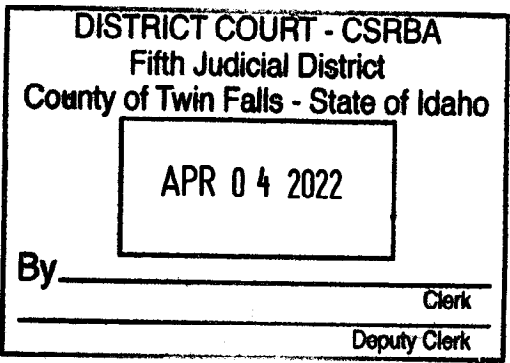 DISTRICT COURT - CSRBA
Fifth Judicial District
County of Twin Falls - State of Idaho
APR 04 2022
By
Clerk
Deputy Clerk